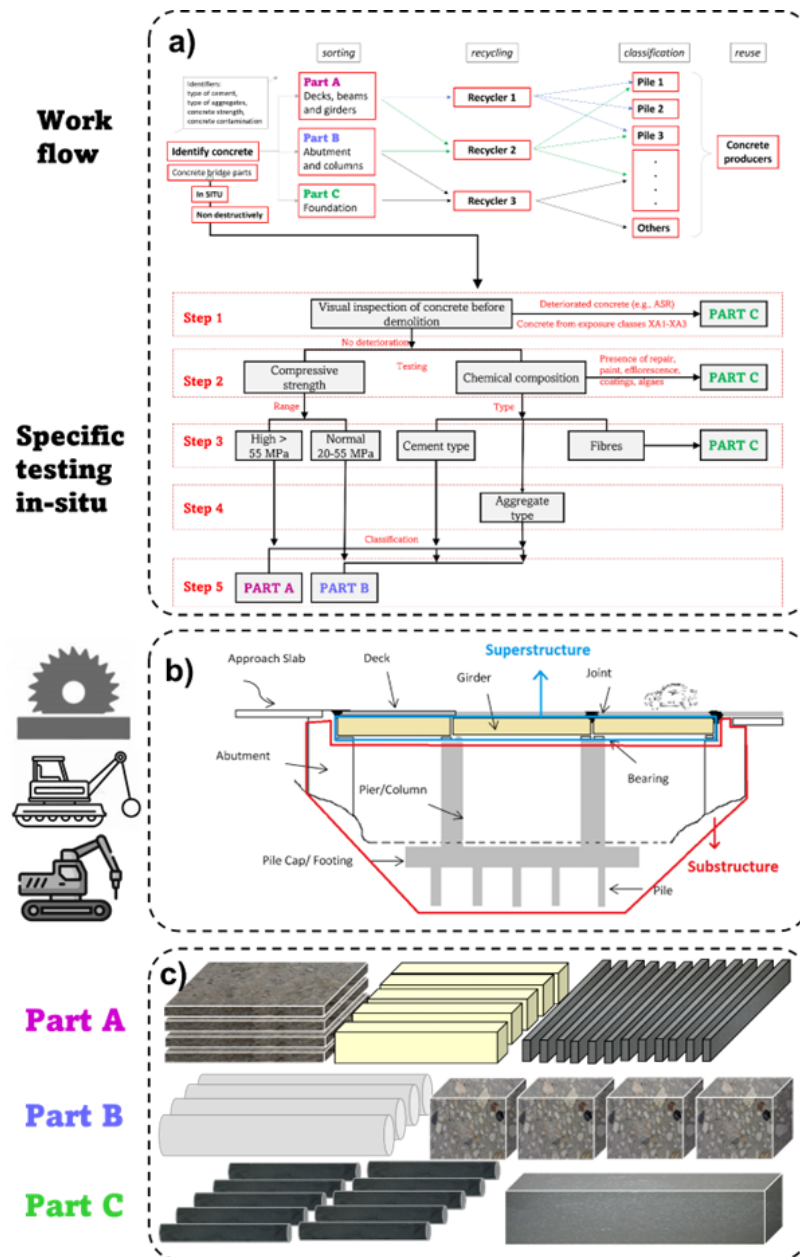 a)
Work
flow
sorting
recycling
classification
reuse
Identifiers:
type of cement,
type of aggregates,
concrete strength,
concrete contamination
Identify concrete
Concrete bridge parts
In SITU
Non destructively
Part A
Decks, beams
and girders
Part B
Abutment
and columns
Part C
Foundation
Recycler 1
Recycler 2
Recycler 3
Pile 1
Pile 2
Pile 3
.
.
.
.
Others
Concrete
producers
Specific
testing
in-situ
Step 1
Visual inspection of concrete before
demolition
Deteriorated concrete (e.g., ASR)
Concrete from exposure classes XA1-XA3
PART C
No deterioration
Step 2
Compressive
strength
Testing
Chemical composition
Presence of repair,
paint, efflorescence,
coatings, algaes
PART C
Range
Type
Step 3
High >
55 MPa
Normal
20-55 MPa
Cement type
Fibres
PART C
Step 4
Aggregate
type
Classification
Step 5
PART A
PART B
b)
Approach Slab
Deck
Superstructure
Girder
Joint
Abutment
Pier/Column
Bearing
Pile Cap/ Footing
Substructure
Pile
c)
Part A
Part B
Part C